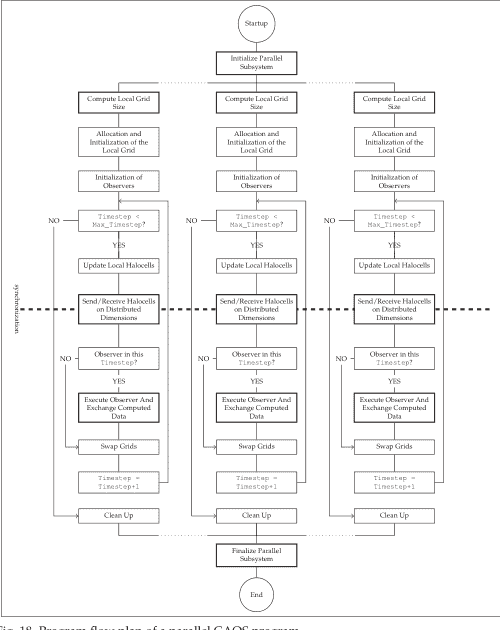 Startup
Initialize Parallel
Subsystem
Compute Local Grid
Size
Compute Local Grid
Size
Compute Local Grid
Size
Allocation and
Initialization of the
Local Grid
Allocation and
Initialization of the
Local Grid
Allocation and
Initialization of the
Local Grid
Initialization of
Observers
Initialization of
Observers
Initialization of
Observers
NO
Timestep <
Max_Timestep?
NO
Timestep <
Max_Timestep?
NO
Timestep <
Max_Timestep?
YES
YES
YES
Update Local Halocells
Update Local Halocells
Update Local Halocells
synchronization
Send/Receive Halocells
on Distributed
Dimensions
Send/Receive Halocells
on Distributed
Dimensions
Send/Receive Halocells
on Distributed
Dimensions
NO
Observer in this
Timestep?
NO
Observer in this
Timestep?
NO
Observer in this
Timestep?
YES
YES
YES
Execute Observer And
Exchange Computed
Data
Execute Observer And
Exchange Computed
Data
Execute Observer And
Exchange Computed
Data
Swap Grids
Swap Grids
Swap Grids
Timestep =
Timestep+1
Timestep =
Timestep+1
Timestep =
Timestep+1
Clean Up
Clean Up
Clean Up
Finalize Parallel
Subsystem
End